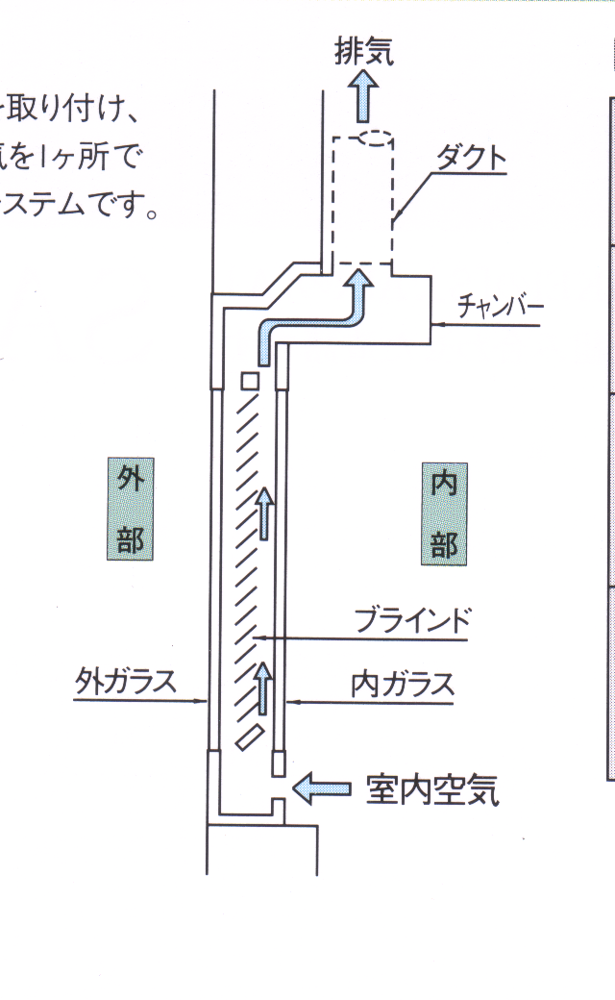 排気
を取り付け、
気を1ヶ所で
システムです。
ダクト
チャンバー
外部
内部
ブラインド
外ガラス
内ガラス
室内空気